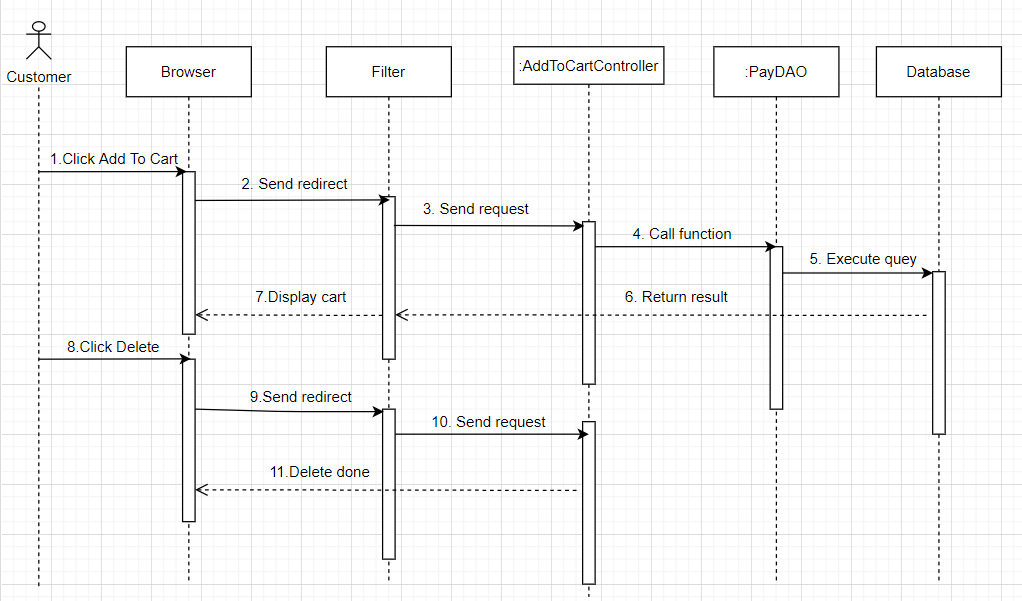 Customer
Browser
Filter
:AddToCartController
:PayDAO
Database
1.Click Add To Cart
2. Send redirect
3. Send request
4. Call function
5. Execute quey
6. Return result
7.Display cart
8.Click Delete
9.Send redirect
10. Send request
11.Delete done